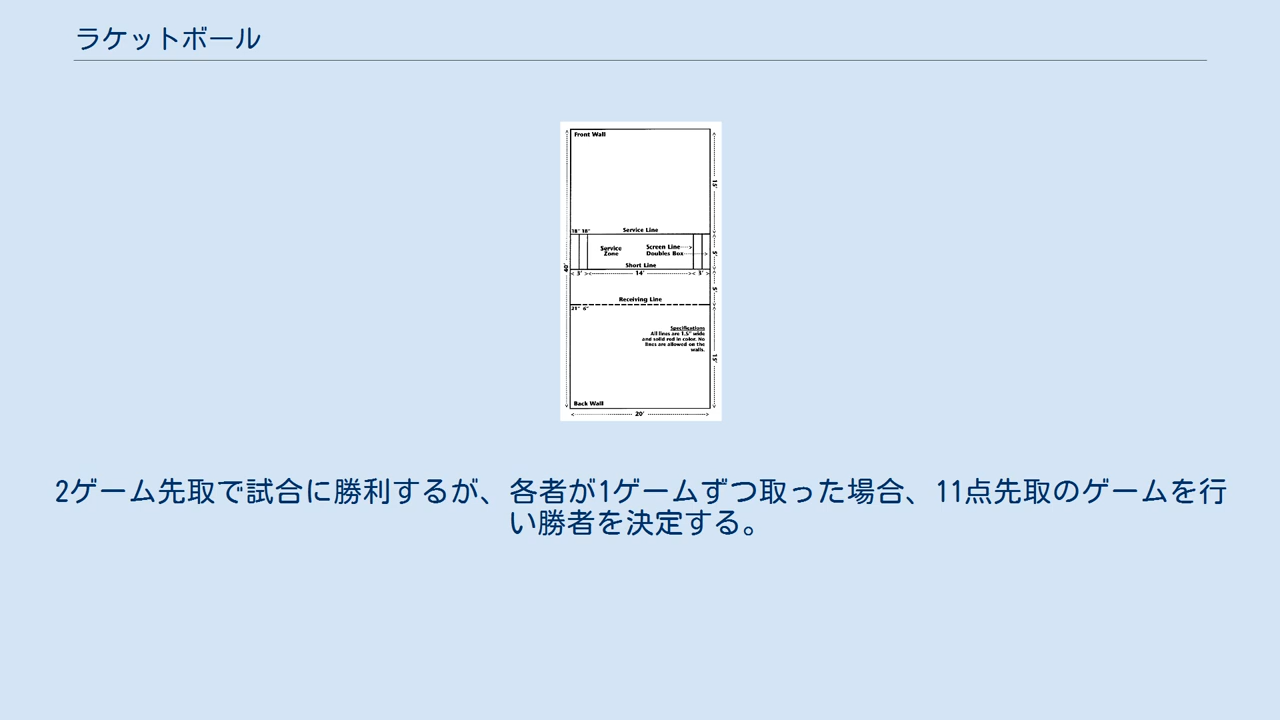 ラケットボール
Front Wall
15'
18" 18"
Service Line
Service
Zone
Screen Line
Doubles Box
5'
Short Line
40'
3'
14'
3'
5'
Receiving Line
21" 6"
Specifications
All lines are 1.5" wide
and solid red in color. No
lines are allowed on the
walls.
15'
Back Wall
20'
2ゲーム先取で試合に勝利するが、各者が1ゲームずつ取った場合、11点先取のゲームを行
い勝者を決定する。